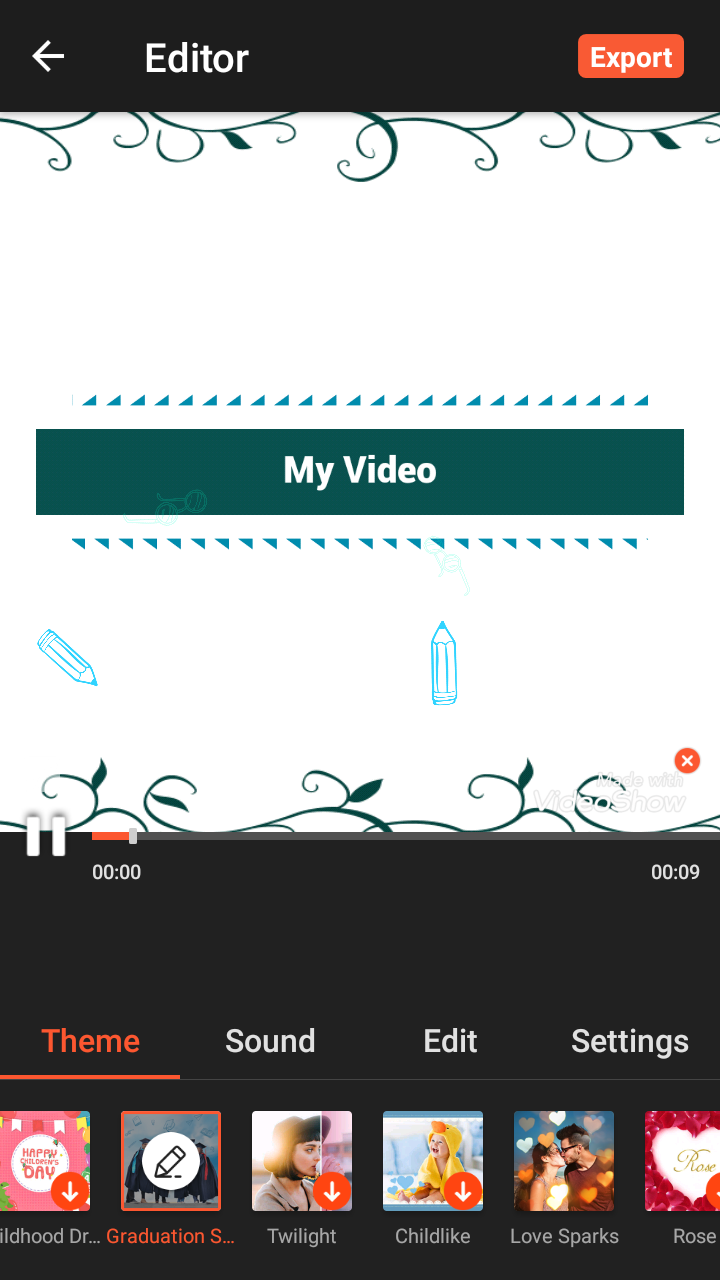 Editor
Export
My Video
Made with
VideoShow
00:00
00:09
Theme
Sound
Edit
Settings
HAPPY
CHILDREN'S
DAY
Rose
ildhood Dr...
Graduation S...
Twilight
Childlike
Love Sparks
Rose